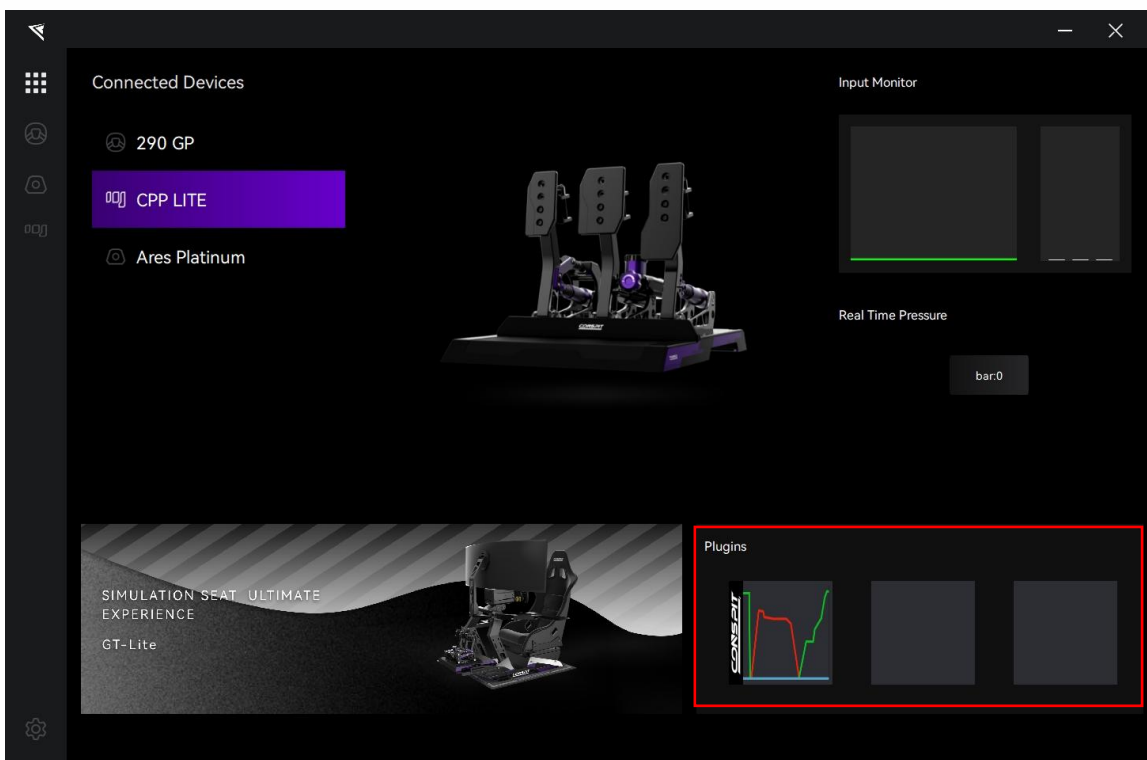 Connected Devices
290 GP
CPP LITE
Ares Platinum
CONSPIT
Input Monitor
Real Time Pressure
bar:0
SIMULATION SEAT ULTIMATE
EXPERIENCE
GT-Lite
Plugins
CONSPIT